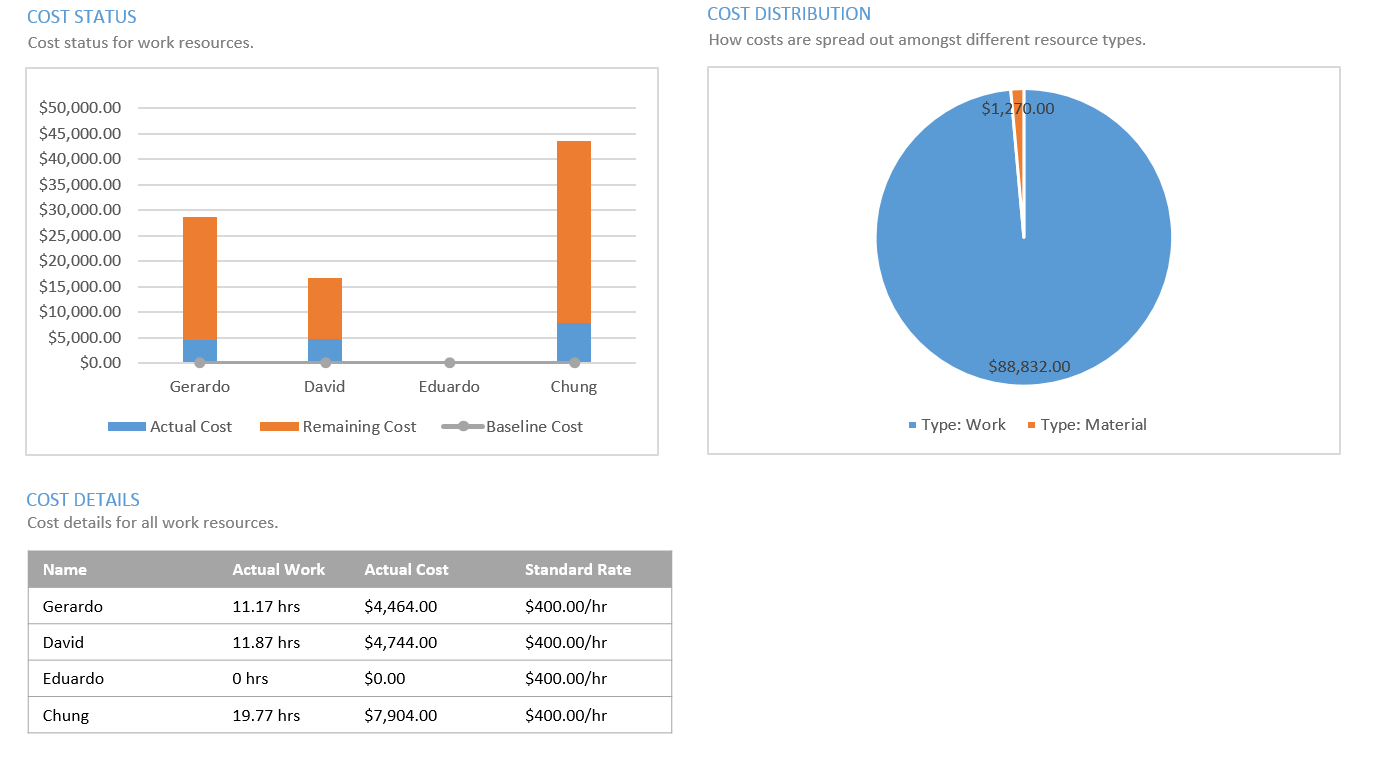 COST STATUS
Cost status for work resources.
$50,000.00
$45,000.00
$40,000.00
$35,000.00
$30,000.00
$25,000.00
$20,000.00
$15,000.00
$10,000.00
$5,000.00
$0.00
Gerardo David Eduardo Chung
Actual Cost Remaining Cost Baseline Cost
COST DISTRIBUTION
How costs are spread out amongst different resource types.
$1,270.00
$88,832.00
Type: Work Type: Material
COST DETAILS
Cost details for all work resources.
Name Actual Work Actual Cost Standard Rate
Gerardo 11.17 hrs $4,464.00 $400.00/hr
David 11.87 hrs $4,744.00 $400.00/hr
Eduardo 0 hrs $0.00 $400.00/hr
Chung 19.77 hrs $7,904.00 $400.00/hr